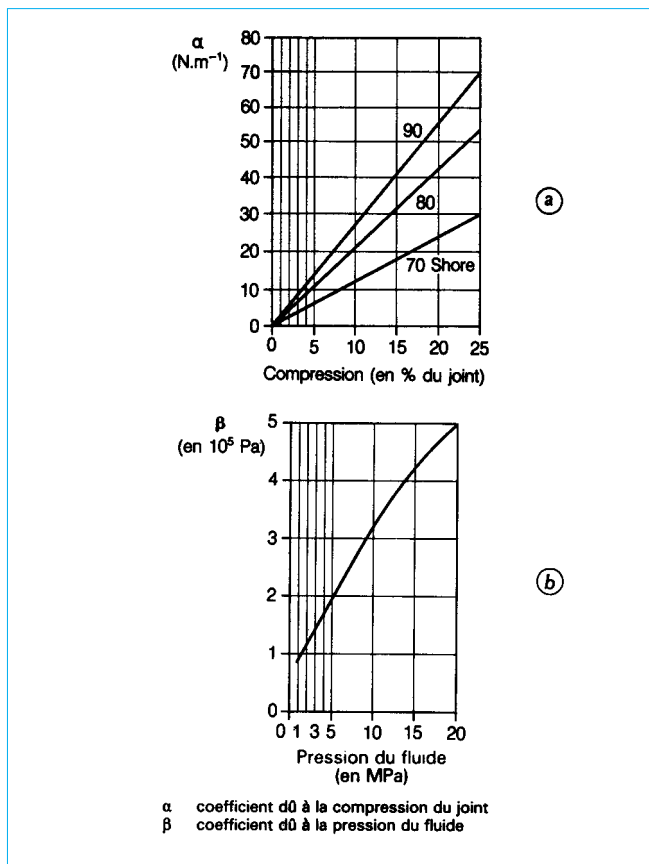 α
(N.m⁻¹)
80
70
60
50
40
30
20
10
0
90
80
70 Shore
0 5 10 15 20 25
Compression (en % du joint)
a
β
(en 10⁵ Pa)
5
4
3
2
1
0
0 1 3 5 10 15 20
Pression du fluide
(en MPa)
b
α coefficient dû à la compression du joint
β coefficient dû à la pression du fluide